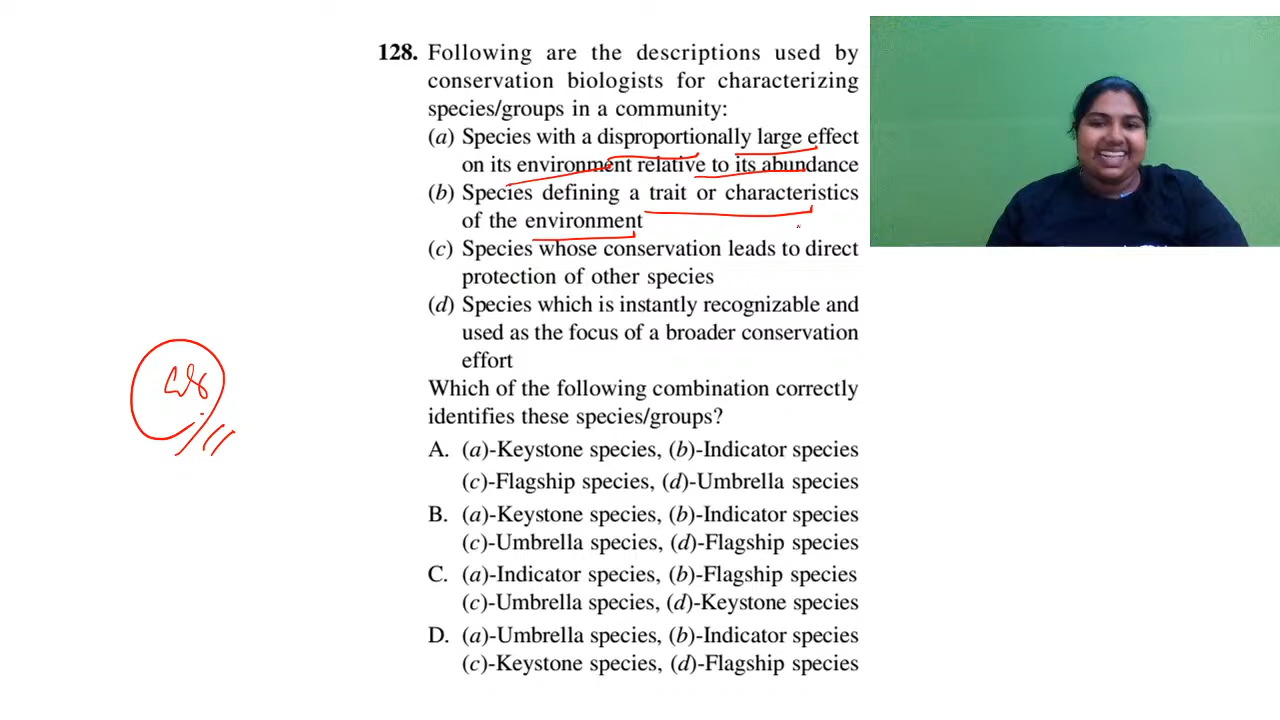 128. Following are the descriptions used by
conservation biologists for characterizing
species/groups in a community:
(a) Species with a disproportionally large effect
on its environment relative to its abundance
(b) Species defining a trait or characteristics
of the environment
(c) Species whose conservation leads to direct
protection of other species
(d) Species which is instantly recognizable and
used as the focus of a broader conservation
effort
Which of the following combination correctly
identifies these species/groups?
A. (a)-Keystone species, (b)-Indicator species
(c)-Flagship species, (d)-Umbrella species
B. (a)-Keystone species, (b)-Indicator species
(c)-Umbrella species, (d)-Flagship species
C. (a)-Indicator species, (b)-Flagship species
(c)-Umbrella species, (d)-Keystone species
D. (a)-Umbrella species, (b)-Indicator species
(c)-Keystone species, (d)-Flagship species